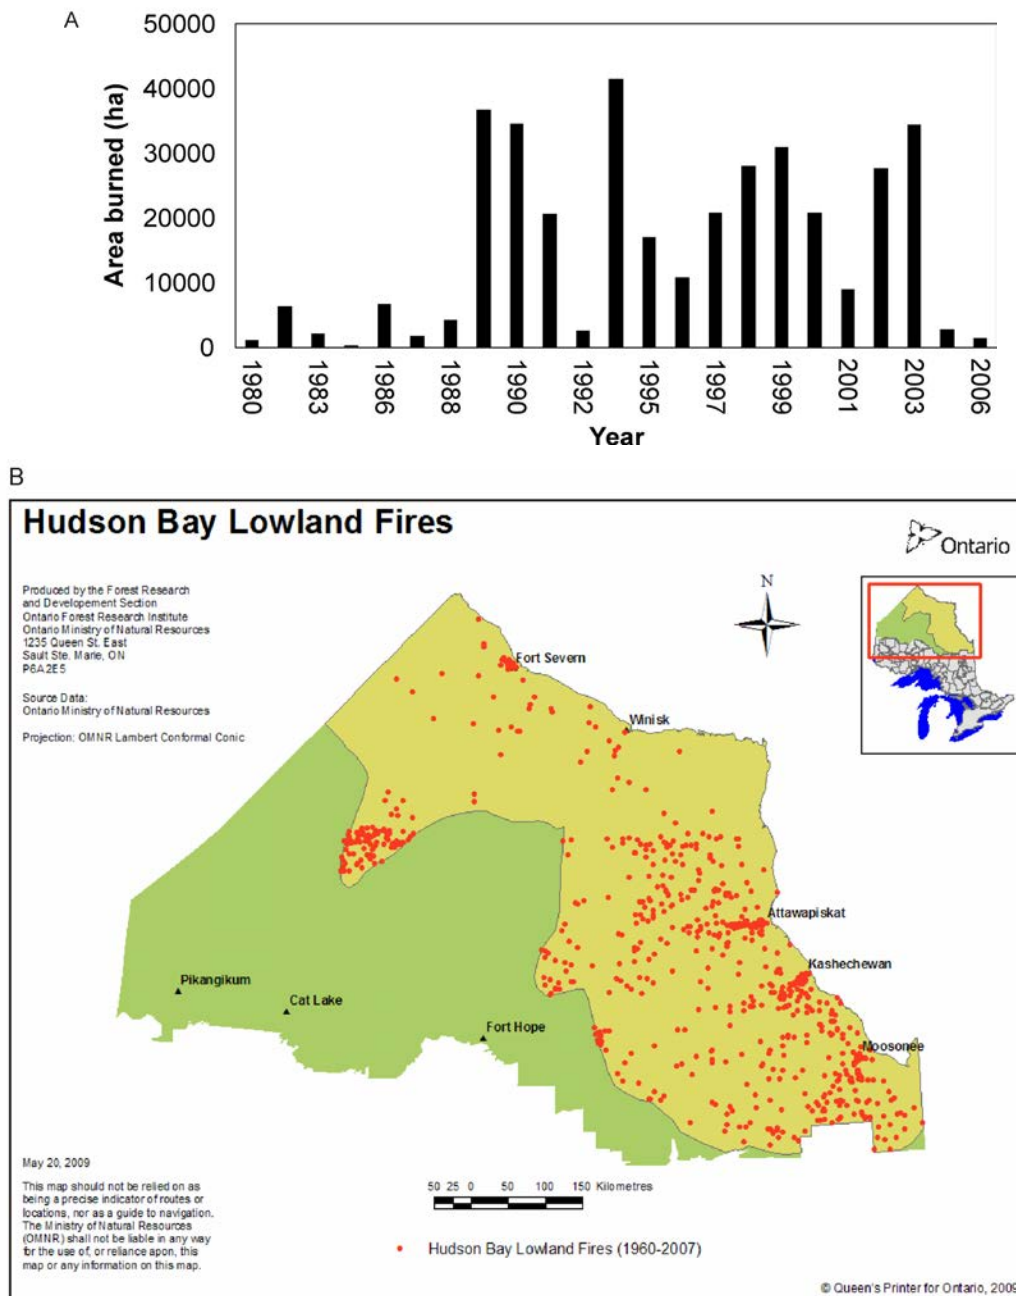 A
50000
40000
30000
20000
10000
0
Area burned (ha)
1980
1983
1986
1988
1990
1992
1995
1997
1999
2001
2003
2006
Year
B
Hudson Bay Lowland Fires
Ontario
Produced by the Forest Research
and Developement Section
Ontario Forest Research Institute
Ontario Ministry of Natural Resources
1235 Queen St. East
Sault Ste. Marie, ON
P6A2E5
Source Data:
Ontario Ministry of Natural Resources
Projection: OMNR Lambert Conformal Conic
N
Fort Severn
Winisk
Attawapiskat
Kashechewan
Pikangikum
Cat Lake
Fort Hope
Moosonee
May 20, 2009
This map should not be relied on as
being a precise indicator of routes or
locations, nor as a guide to navigation.
The Ministry of Natural Resources
(OMNR) shall not be liable in any way
for the use of, or reliance apon, this
map or any information on this map.
50 25 0 50 100 150 Kilometres
Hudson Bay Lowland Fires (1960-2007)
© Queen's Printer for Ontario, 2009